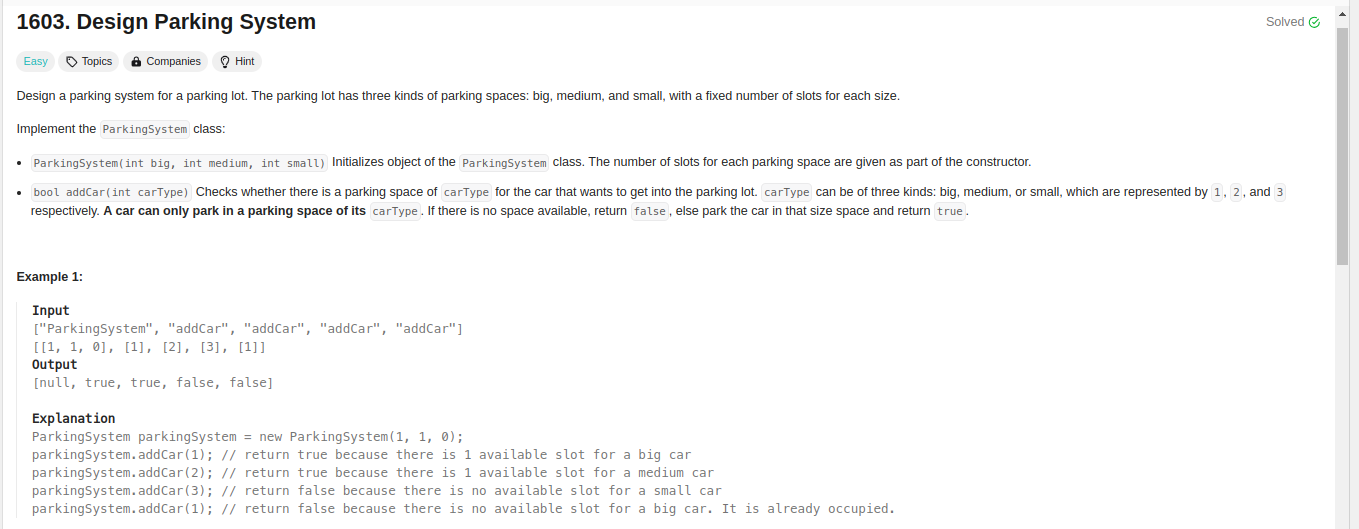 1603. Design Parking System
Solved
Easy Topics Companies Hint
Design a parking system for a parking lot. The parking lot has three kinds of parking spaces: big, medium, and small, with a fixed number of slots for each size.
Implement the ParkingSystem class:
• ParkingSystem(int big, int medium, int small) Initializes object of the ParkingSystem class. The number of slots for each parking space are given as part of the constructor.
• bool addCar(int carType) Checks whether there is a parking space of carType for the car that wants to get into the parking lot. carType can be of three kinds: big, medium, or small, which are represented by 1, 2, and 3
respectively. A car can only park in a parking space of its carType. If there is no space available, return false, else park the car in that size space and return true.
Example 1:
Input
["ParkingSystem", "addCar", "addCar", "addCar", "addCar"]
[[1, 1, 0], [1], [2], [3], [1]]
Output
[null, true, true, false, false]
Explanation
ParkingSystem parkingSystem = new ParkingSystem(1, 1, 0);
parkingSystem.addCar(1); // return true because there is 1 available slot for a big car
parkingSystem.addCar(2); // return true because there is 1 available slot for a medium car
parkingSystem.addCar(3); // return false because there is no available slot for a small car
parkingSystem.addCar(1); // return false because there is no available slot for a big car. It is already occupied.